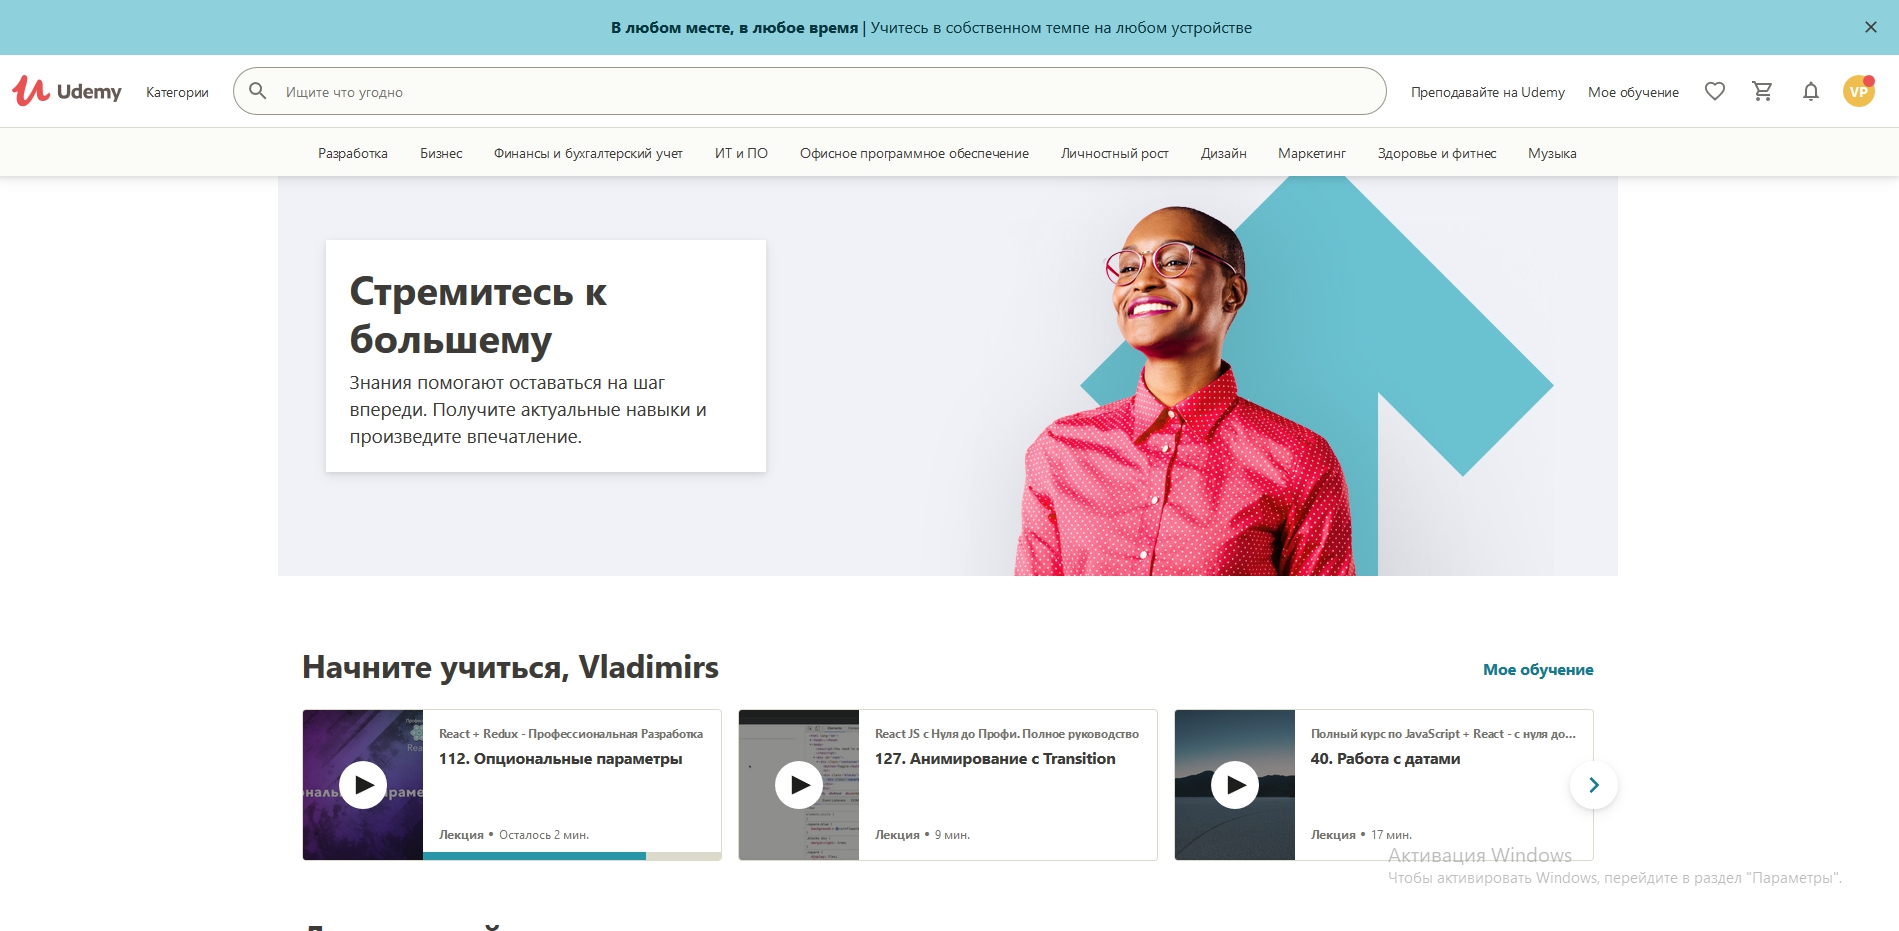 В любом месте, в любое время | Учитесь в собственном темпе на любом устройстве
Udemy
Категории
Ищите что угодно
Преподавайте на Udemy
Мое обучение
VP
Разработка
Бизнес
Финансы и бухгалтерский учет
ИТ и ПО
Офисное программное обеспечение
Личностный рост
Дизайн
Маркетинг
Здоровье и фитнес
Музыка
Стремитесь к
большему
Знания помогают оставаться на шаг
впереди. Получите актуальные навыки и
произведите впечатление.
Начните учиться, Vladimirs
Мое обучение
React + Redux - Профессиональная Разработка
112. Опциональные параметры
Лекция • Осталось 2 мин.
React JS с Нуля до Профи. Полное руководство
127. Анимирование с Transition
Лекция • 9 мин.
Полный курс по JavaScript + React - с нуля до...
40. Работа с датами
Лекция • 17 мин.
Активация Windows
Чтобы активировать Windows, перейдите в раздел "Параметры".